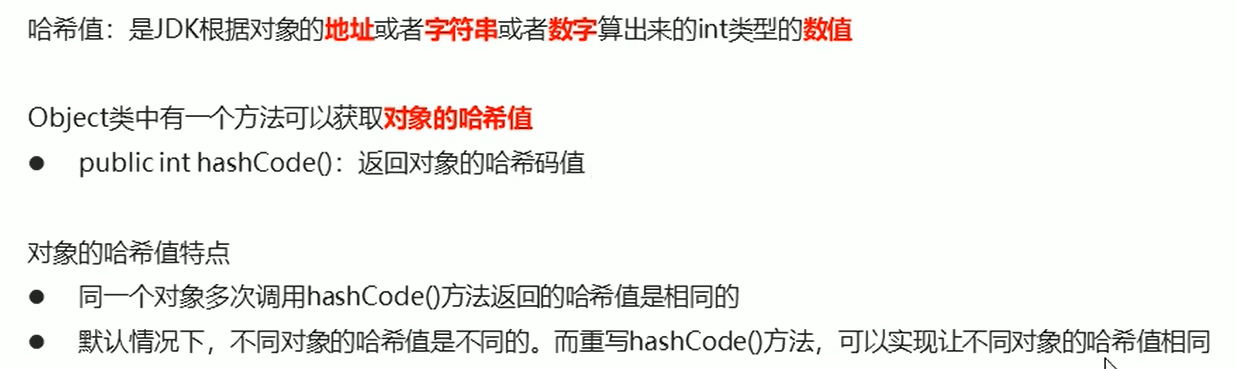 哈希值：是JDK根据对象的地址或者字符串或者数字算出来的int类型的数值
Object类中有一个方法可以获取对象的哈希值
● public int hashCode()：返回对象的哈希码值
对象的哈希值特点
● 同一个对象多次调用hashCode()方法返回的哈希值是相同的
● 默认情况下，不同对象的哈希值是不同的。而重写hashCode()方法，可以实现让不同对象的哈希值相同